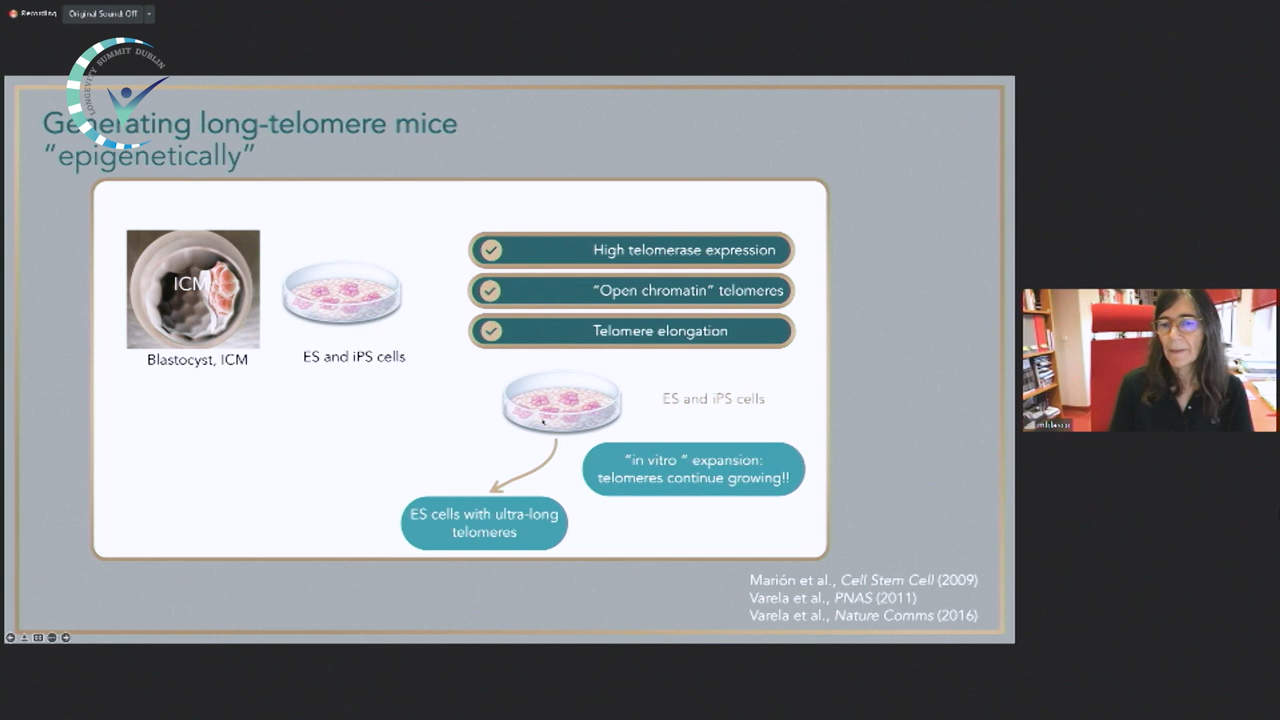 Recording
Original Sound: Off
LONGEVITY SUMMIT DUBLIN
Generating long-telomere mice
“epigenetically”
ICM
Blastocyst, ICM
ES and iPS cells
High telomerase expression
“Open chromatin” telomeres
Telomere elongation
ES and iPS cells
“in vitro “ expansion:
telomeres continue growing!!
ES cells with ultra-long
telomeres
Marión et al., Cell Stem Cell (2009)
Varela et al., PNAS (2011)
Varela et al., Nature Comms (2016)